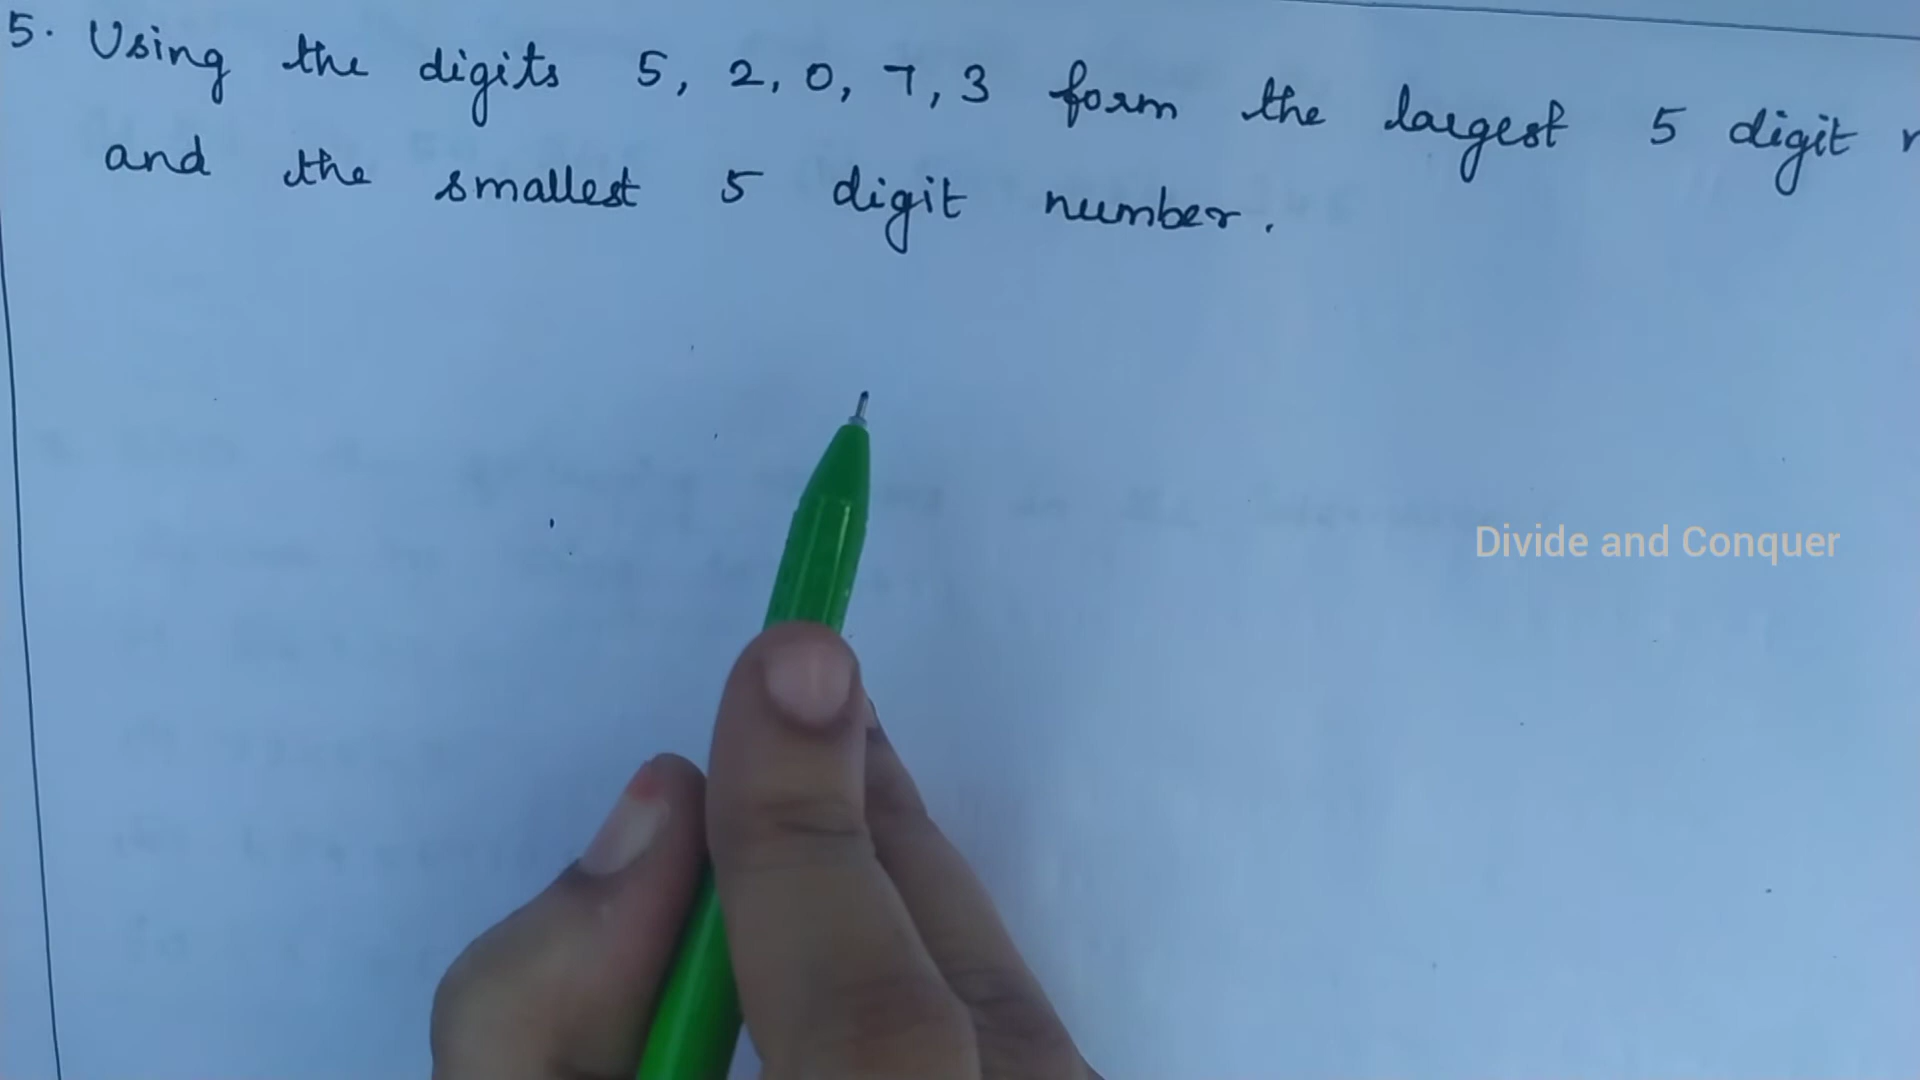 5. Using the digits 5, 2, 0, 7, 3 form the largest 5 digit
and the smallest 5 digit number.
Divide and Conquer